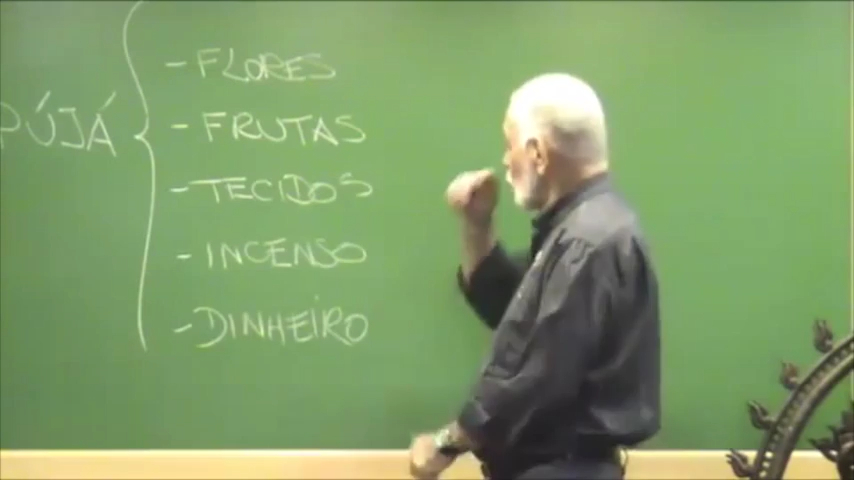 PÚJÁ
- FLORES
- FRUTAS
- TECIDOS
- INCENSO
- DINHEIRO